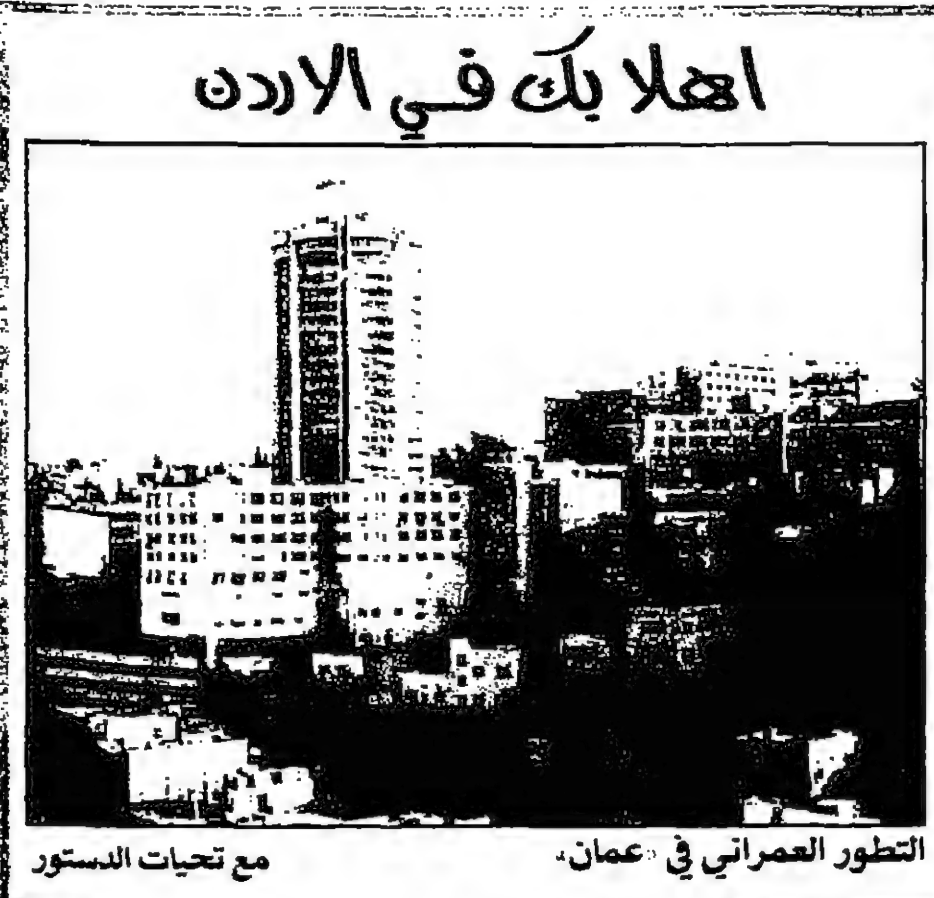 اهلا بك في الاردن
التطور العمراني في «عمان»
مع تحيات الدستور